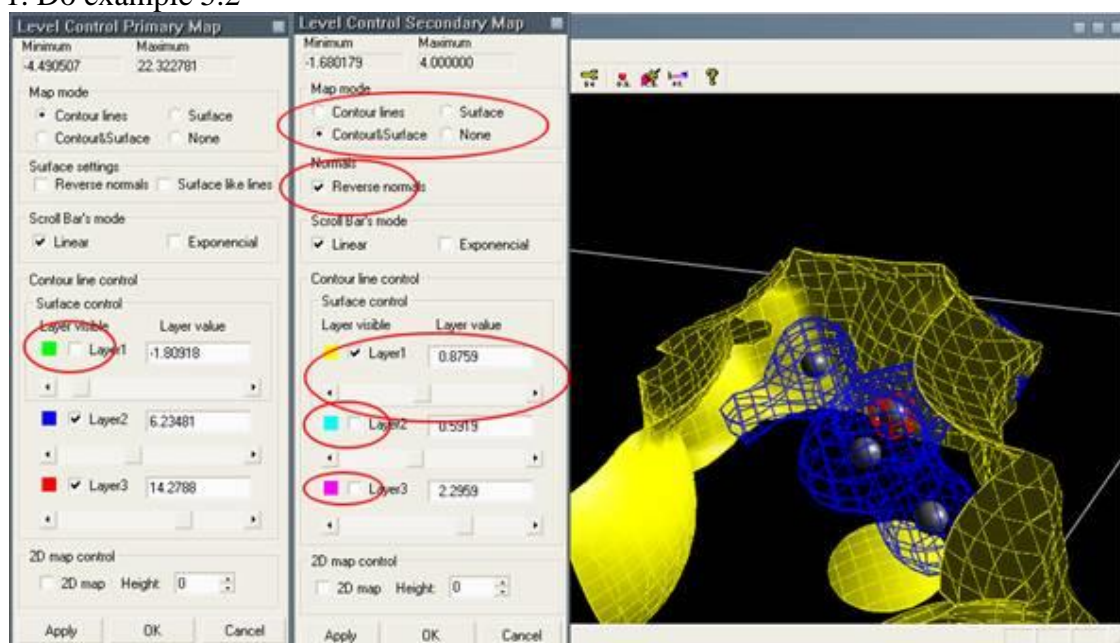 1. Do example 3.2
Level Control Primary Map
Minimum Maximum
-4.490507 22.322781
Map mode
Contour lines Surface
Contour&Surface None
Surface settings
Reverse normals Surface like lines
Scroll Bar's mode
Linear Exponencial
Contour line control
Surface control
Layer visible Layer value
Layer1 -1.80918
Layer2 6.23481
Layer3 14.2788
2D map control
2D map Height: 0
Apply OK Cancel
Level Control Secondary Map
Minimum Maximum
-1.680179 4.000000
Map mode
Contour lines Surface
Contour&Surface None
Normals
Reverse normals
Scroll Bar's mode
Linear Exponencial
Contour line control
Surface control
Layer visible Layer value
Layer1 0.8759
Layer2 0.5919
Layer3 2.2959
2D map control
2D map Height: 0
Apply OK Cancel
?